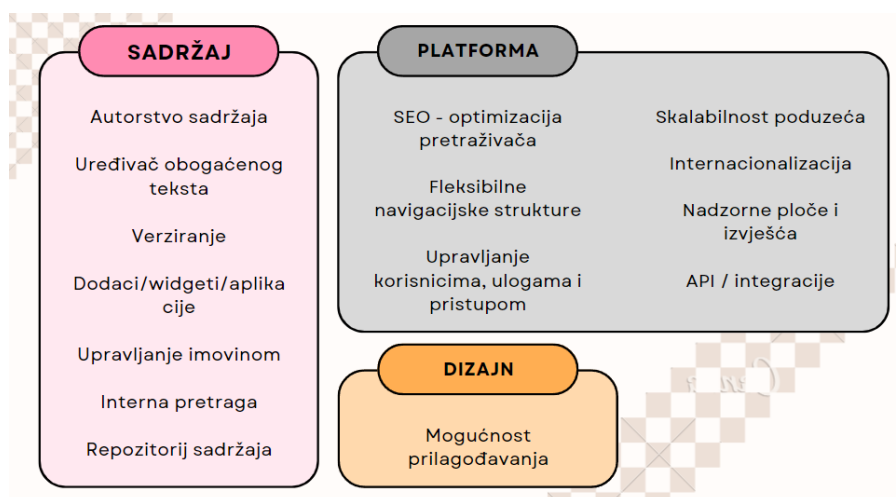 SADRŽAJ
Autorstvo sadržaja
Uređivač obogaćenog
teksta
Verziranje
Dodaci/widgeti/aplika
cije
Upravljanje imovinom
Interna pretraga
Repozitorij sadržaja
PLATFORMA
SEO - optimizacija
pretraživača
Fleksibilne
navigacijske strukture
Upravljanje
korisnicima, ulogama i
pristupom
Skalabilnost poduzeća
Internacionalizacija
Nadzorne ploče i
izvješća
API / integracije
DIZAJN
Mogućnost
prilagođavanja